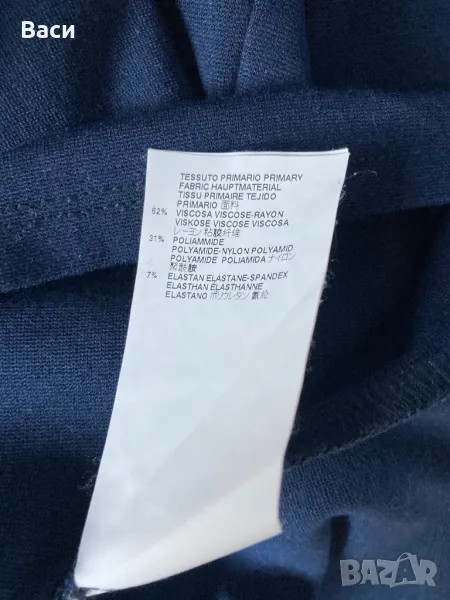 Васи
TESSUTO PRIMARIO PRIMARY
FABRIC HAUPTMATERIAL
TISSU PRIMAIRE TEJIDO
PRIMARIO 面料
62% VISCOSA VISCOSE-RAYON
VISKOSE VISCOSE VISCOSA
レーヨン 粘胶纤维
31% POLIAMMIDE
POLYAMIDE-NYLON POLYAMID
POLYAMIDE POLIAMIDA ナイロン
聚酰胺
7% ELASTAN ELASTANE-SPANDEX
ELASTHAN ELASTHANNE
ELASTANO ポリウレタン 氨纶
BAZAR